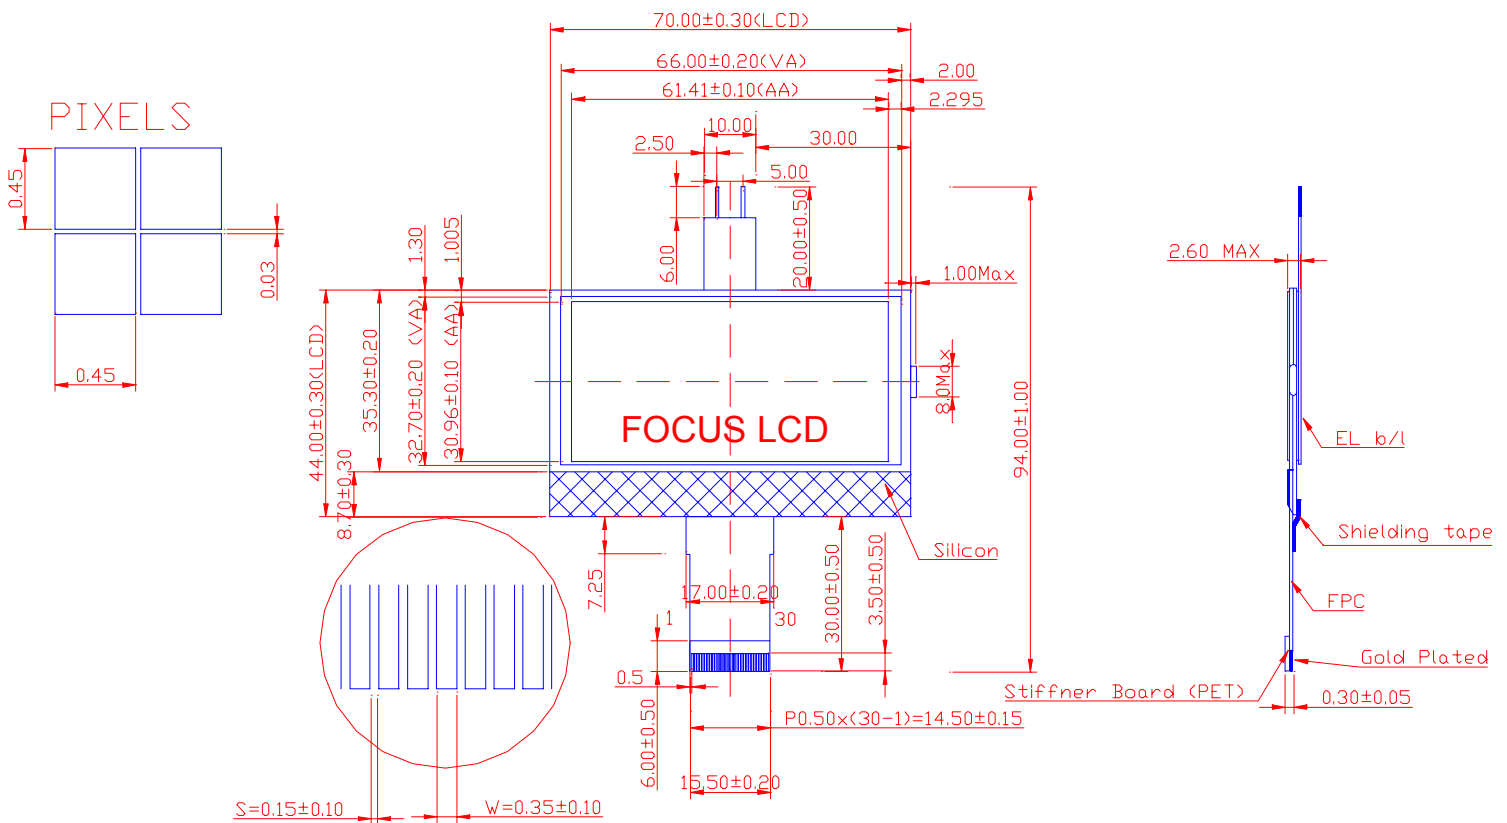 70.00±0.30(LCD)
66.00±0.20(VA)
2.00
61.41±0.10(AA)
2.295
PIXELS
10.00
2.50
30.00
5.00
0.45
1.30
1.005
6.00
20.00±0.50
2.60 MAX
0.03
1.00Max
44.00±0.30(LCD)
35.30±0.20
32.70±0.20 (VA)
30.96±0.10 (AA)
0.45
8.0Max
94.00±1.00
FOCUS LCD
EL b/l
8.70±0.30
Silicon
Shielding tape
7.25
17.00±0.20
30.00±0.50
3.50±0.50
FPC
1
30
Gold Plated
0.5
Stiffner Board (PET)
0.30±0.05
6.00±0.50
P0.50x(30-1)=14.50±0.15
15.50±0.20
S=0.15±0.10
W=0.35±0.10